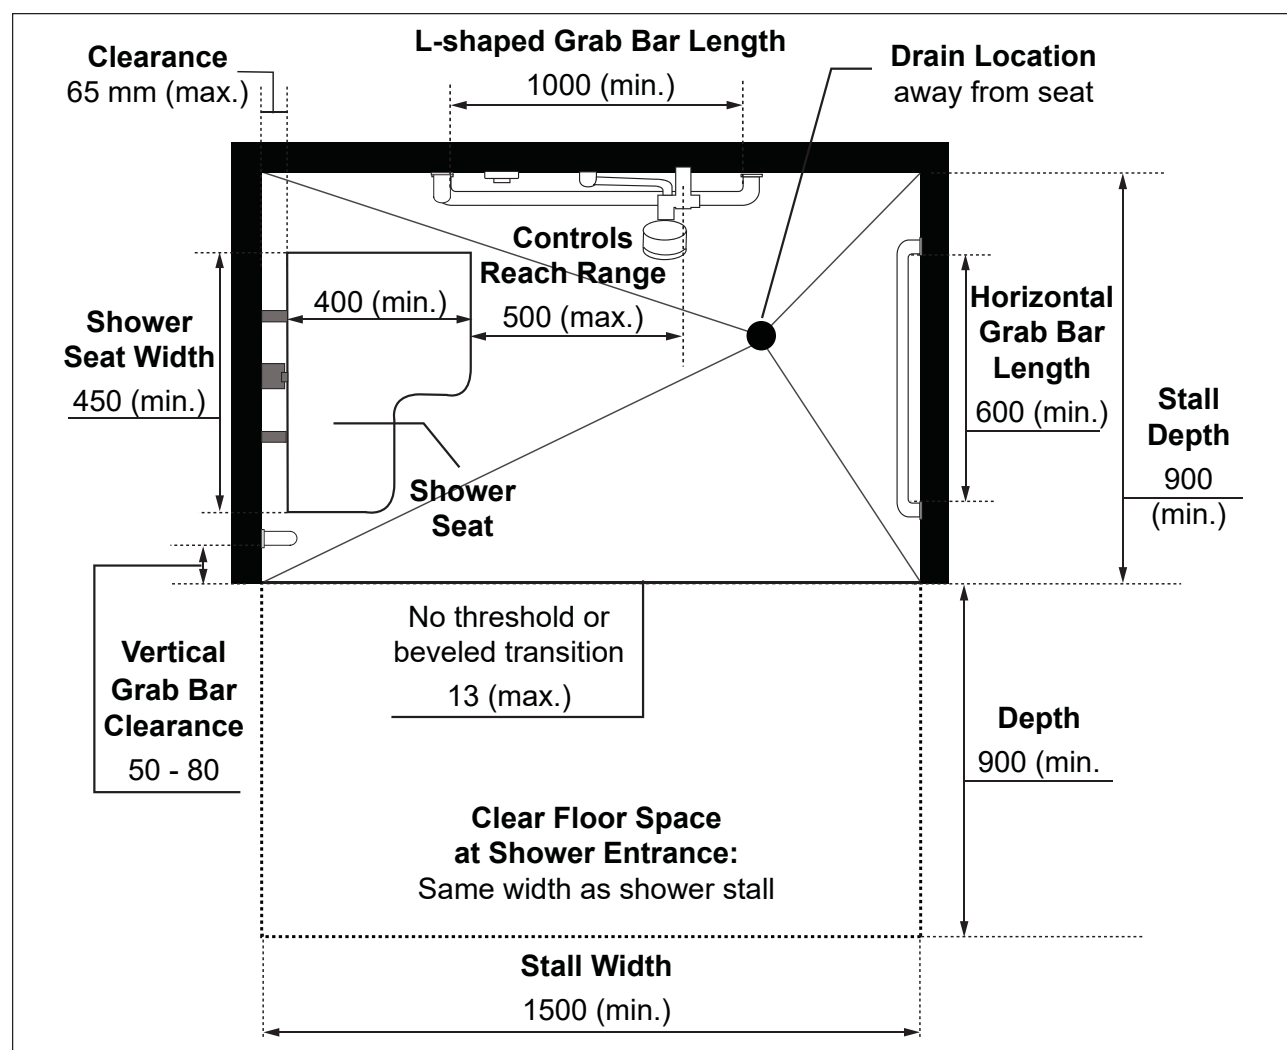 Clearance
65 mm (max.)
L-shaped Grab Bar Length
1000 (min.)
Drain Location
away from seat
Controls
Reach Range
500 (max.)
400 (min.)
Shower
Seat Width
450 (min.)
Shower
Seat
Horizontal
Grab Bar
Length
600 (min.)
Stall
Depth
900
(min.)
No threshold or
beveled transition
13 (max.)
Vertical
Grab Bar
Clearance
50 - 80
Depth
900 (min.
Clear Floor Space
at Shower Entrance:
Same width as shower stall
Stall Width
1500 (min.)